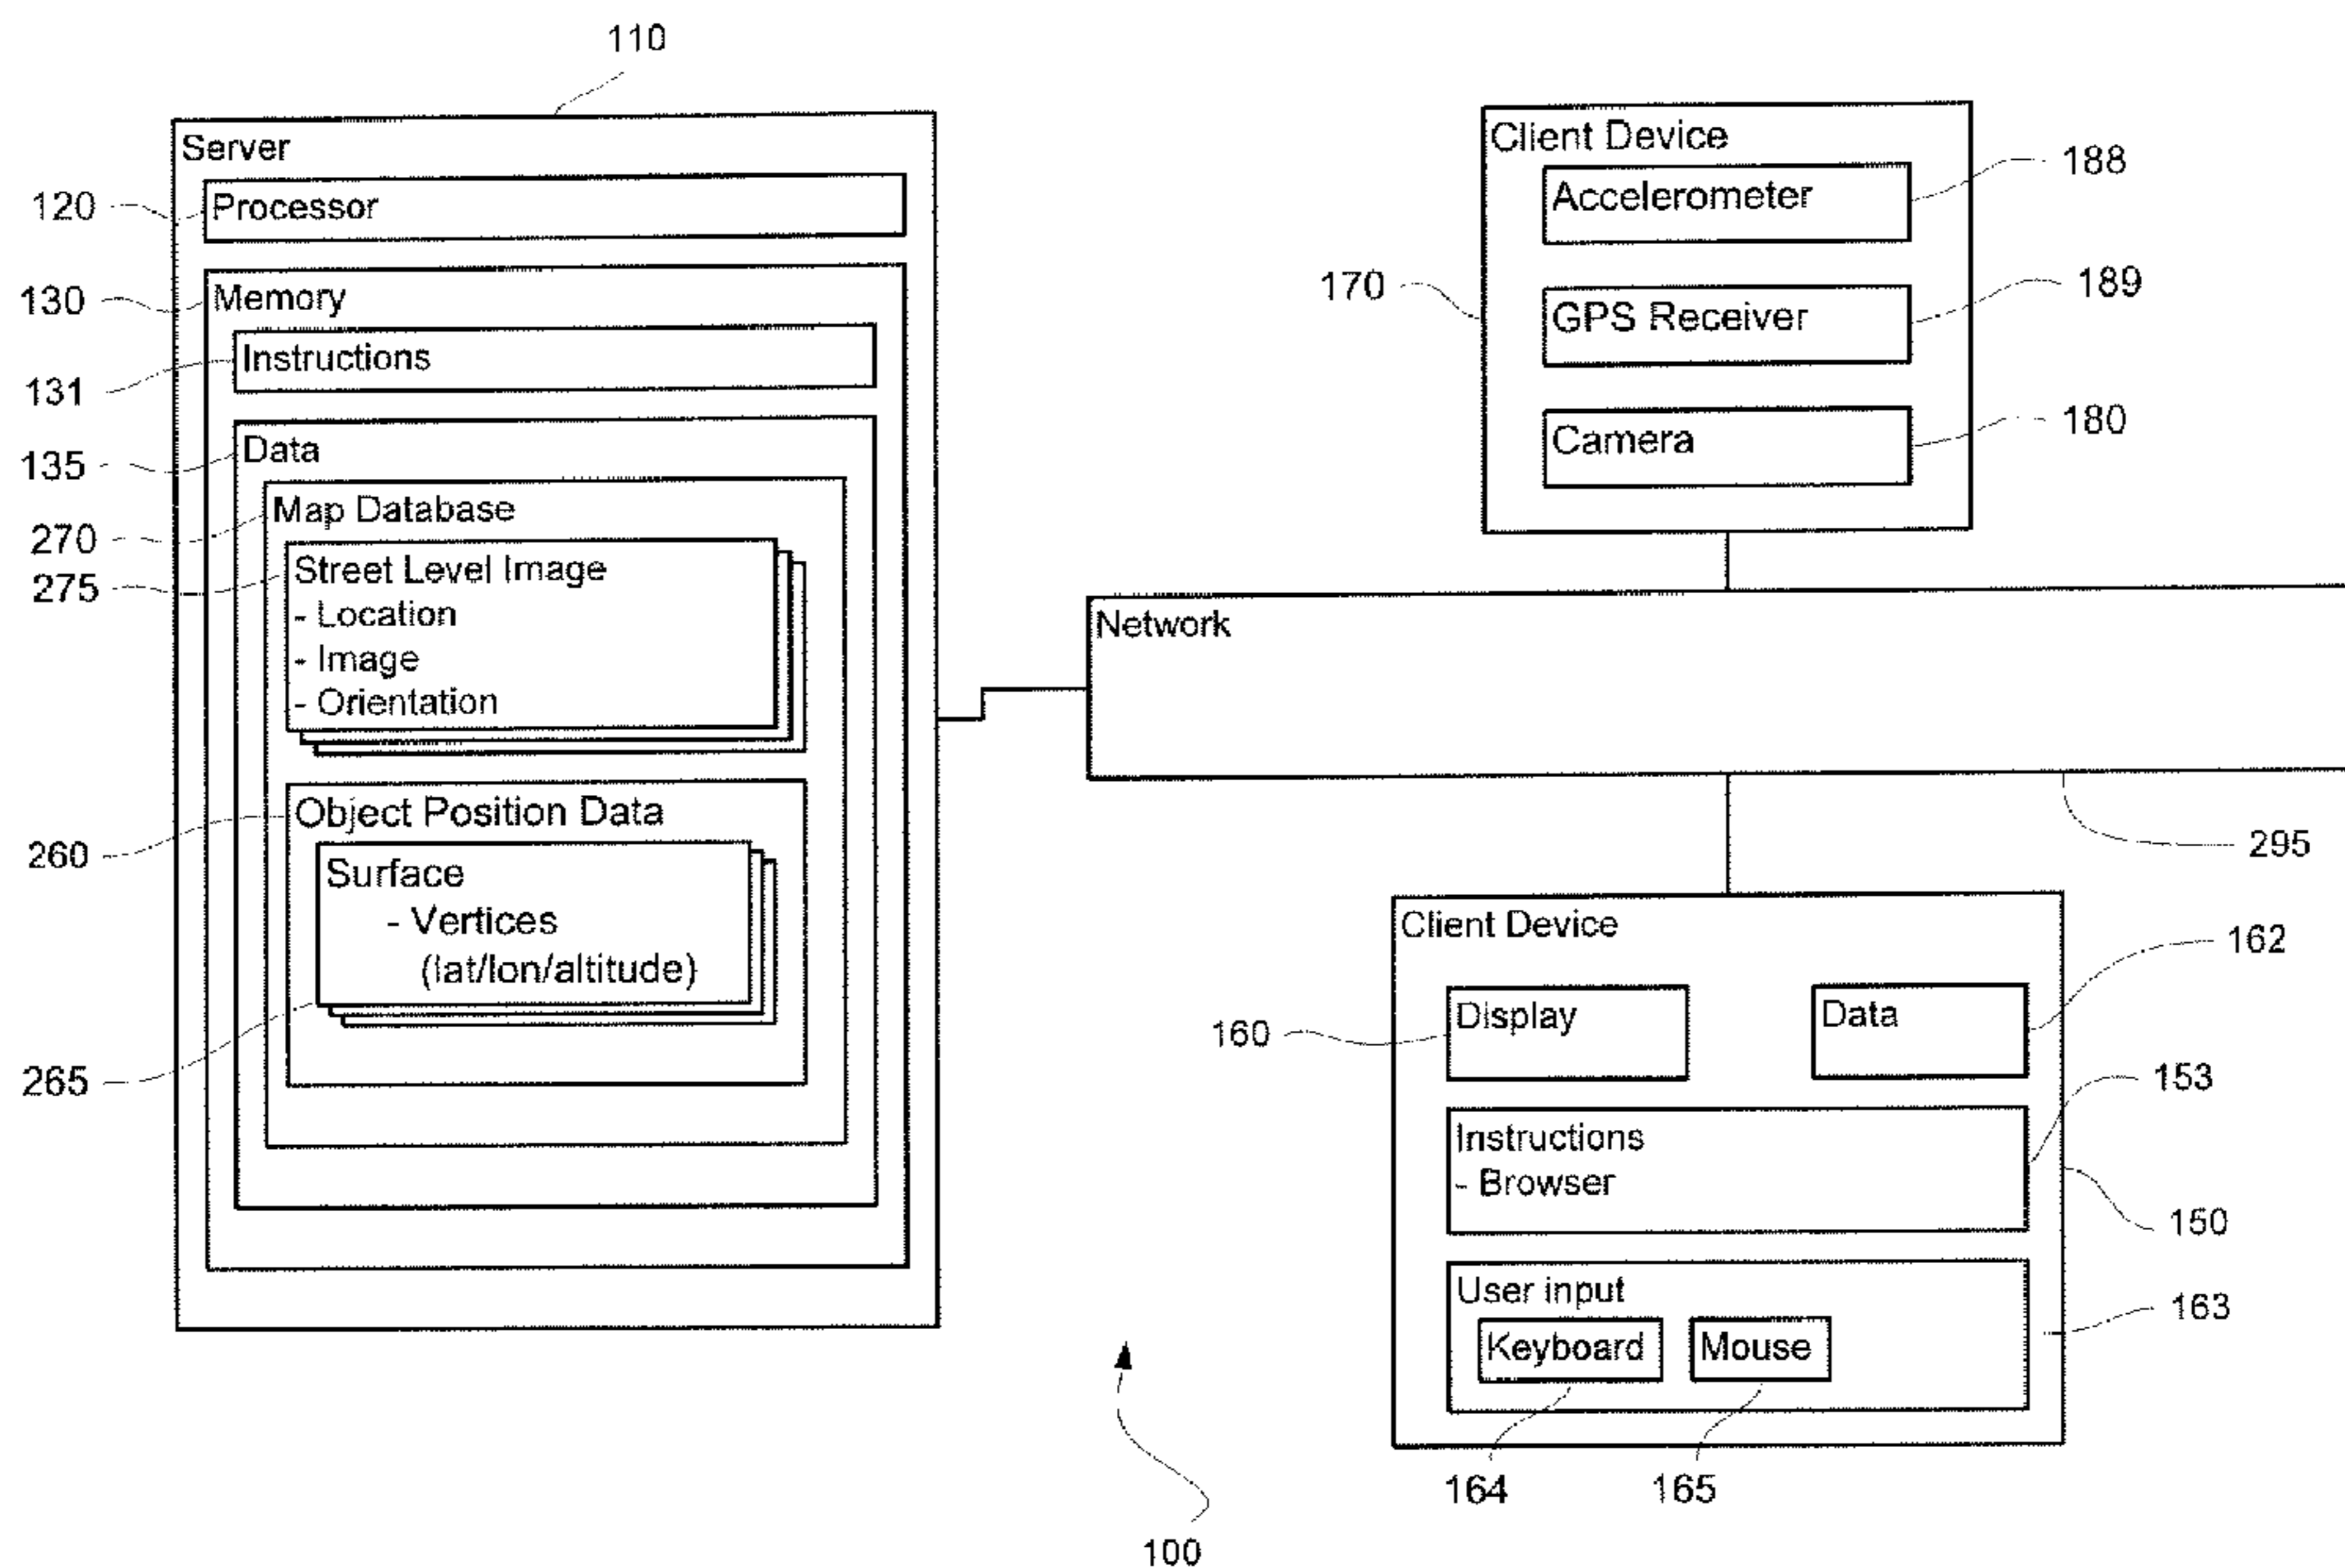 110
Server
120
Processor
130
Memory
131
Instructions
135
Data
270
Map Database
275
Street Level Image
- Location
- Image
- Orientation
260
Object Position Data
Surface
- Vertices
(lat/lon/altitude)
265
Client Device
170
Accelerometer
188
GPS Receiver
189
Camera
180
Network
295
Client Device
160
Display
Data
162
Instructions
- Browser
153
150
User input
163
Keyboard
Mouse
164
165
100